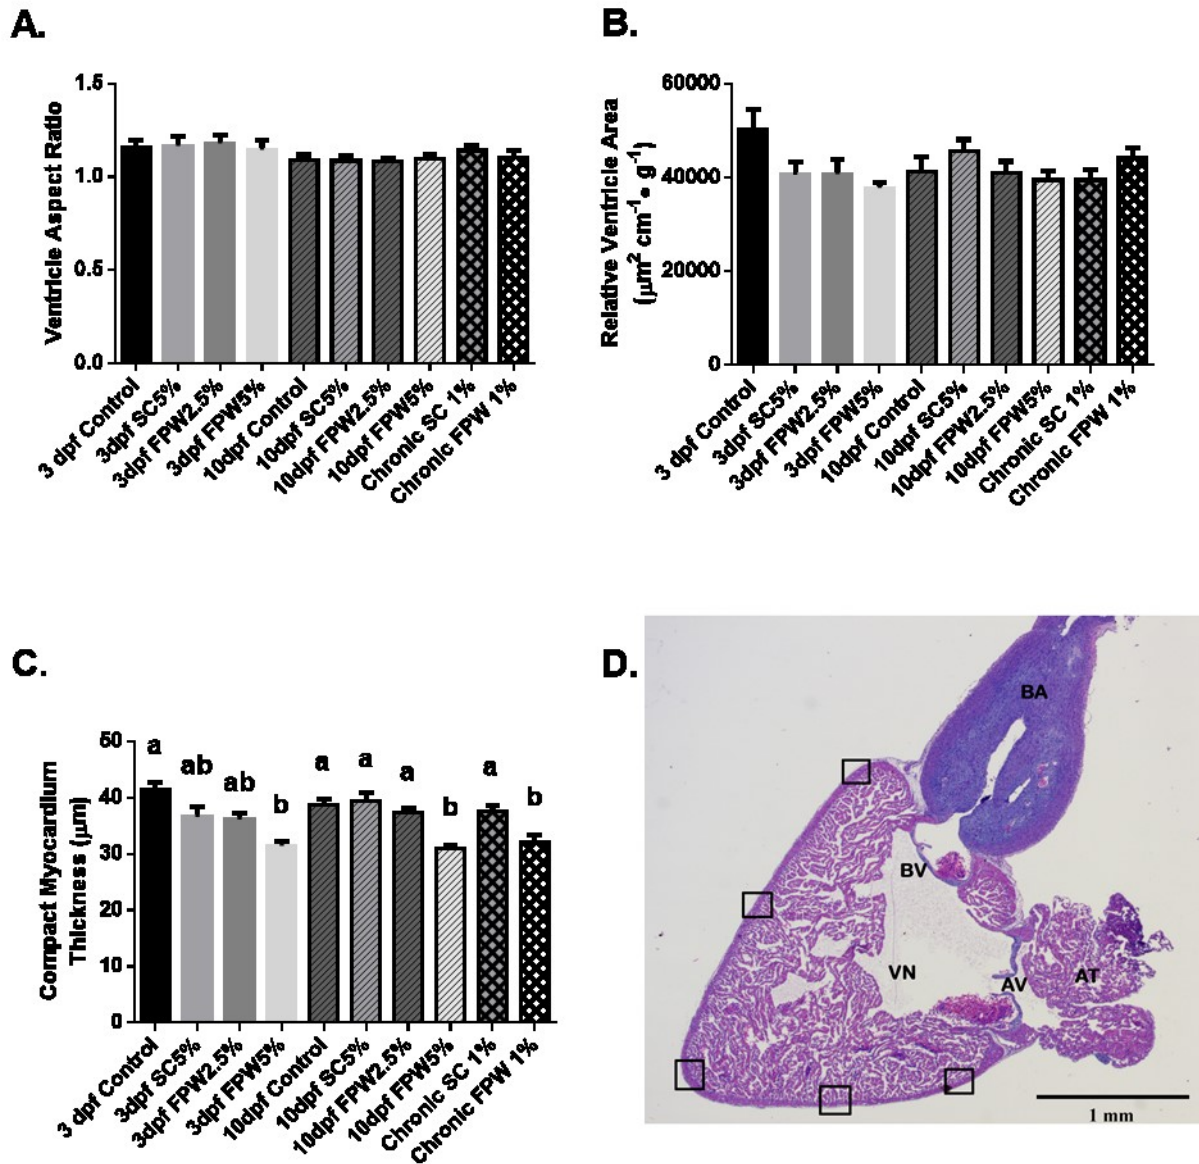 A.
Ventricle Aspect Ratio
1.5
1.0
0.5
0.0
3 dpf Control
3dpf SC5%
3dpf FPW2.5%
3dpf FPW5%
10dpf Control
10dpf SC5%
10dpf FPW2.5%
10dpf FPW5%
Chronic SC 1%
Chronic FPW 1%
B.
Relative Ventricle Area
(μm² cm⁻¹• g⁻¹)
60000
40000
20000
0
3 dpf Control
3dpf SC5%
3dpf FPW2.5%
3dpf FPW5%
10dpf Control
10dpf SC5%
10dpf FPW2.5%
10dpf FPW5%
Chronic SC 1%
Chronic FPW 1%
C.
Compact Myocardium
Thickness (μm)
50
40
30
20
10
0
a
ab
ab
b
a
a
a
b
a
b
3 dpf Control
3dpf SC5%
3dpf FPW2.5%
3dpf FPW5%
10dpf Control
10dpf SC5%
10dpf FPW2.5%
10dpf FPW5%
Chronic SC 1%
Chronic FPW 1%
D.
BA
BV
VN
AV
AT
1 mm